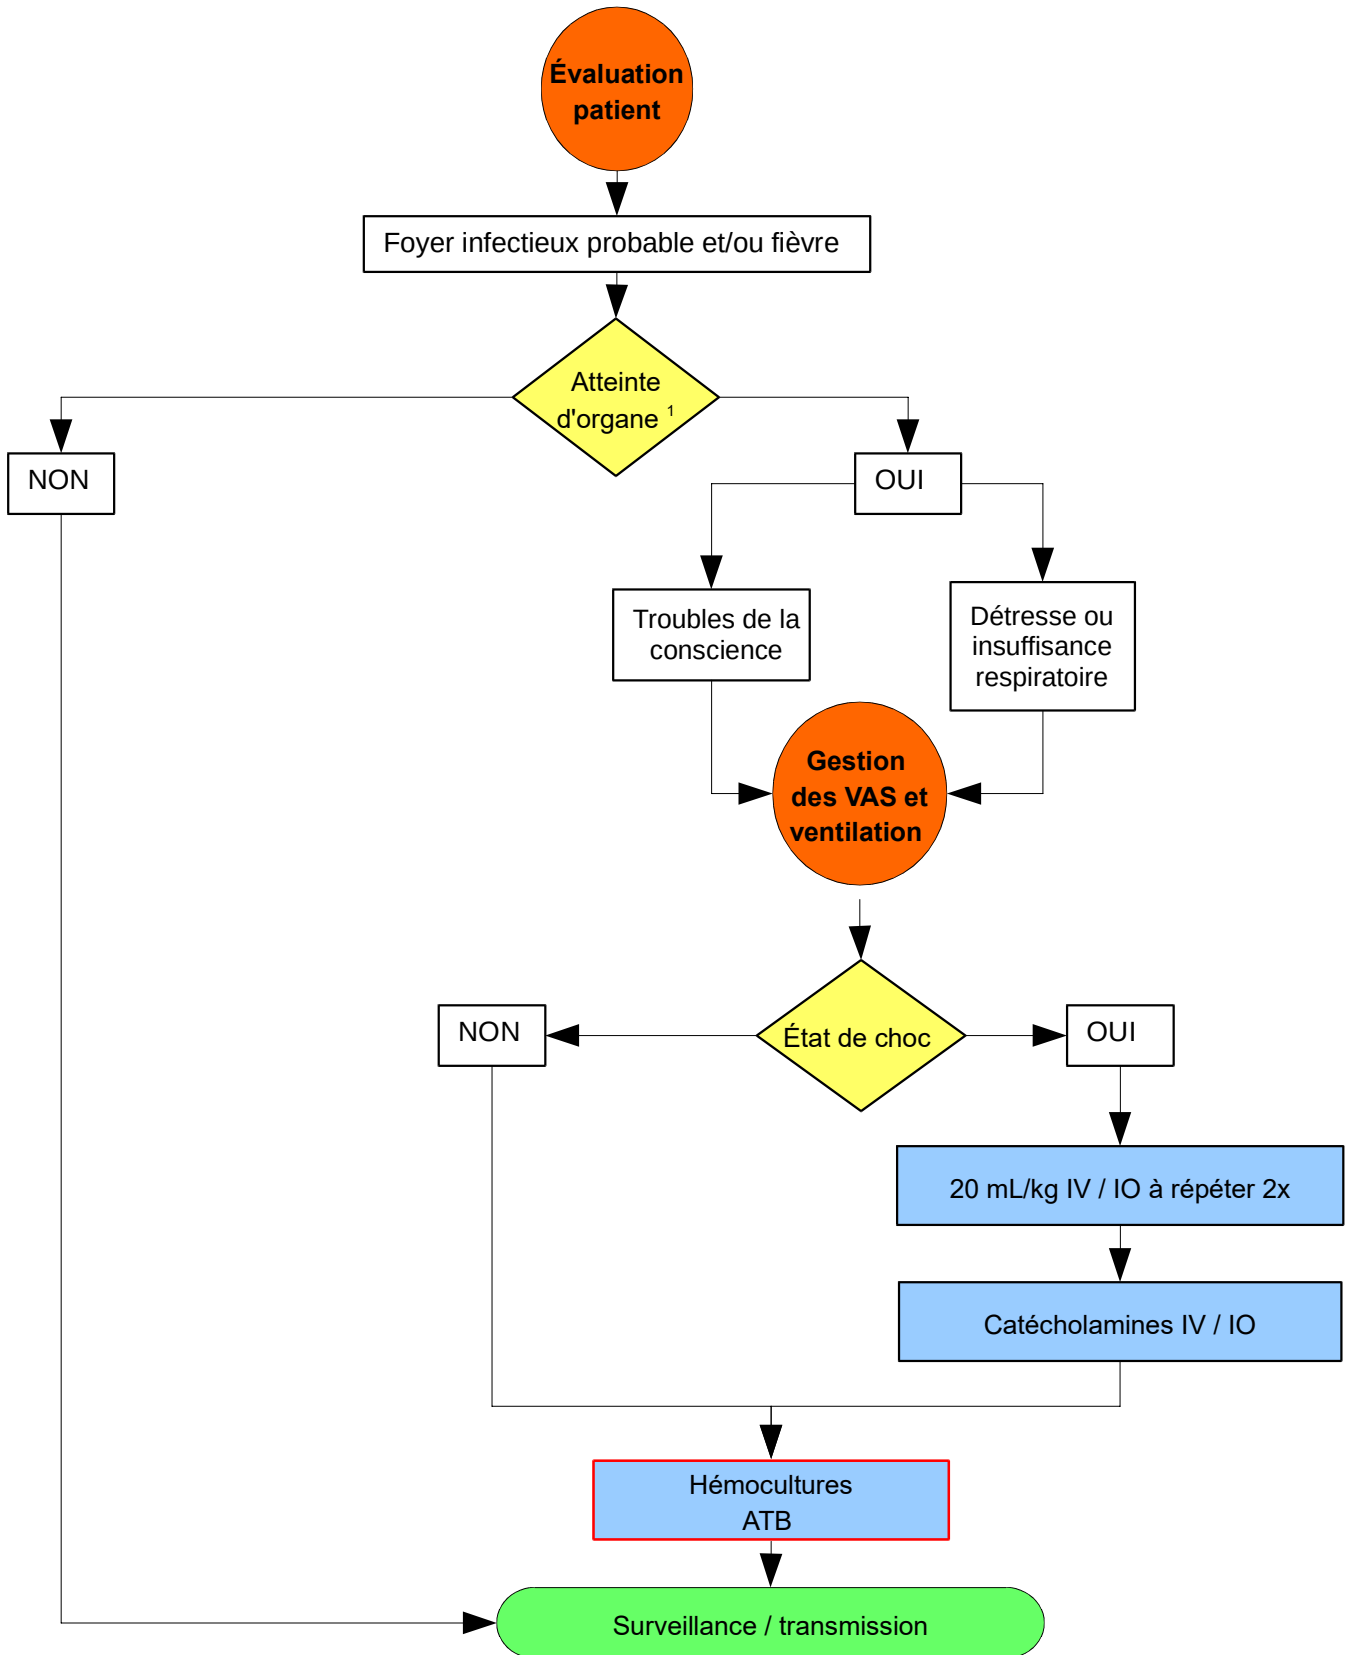 Évaluation
patient
Foyer infectieux probable et/ou fièvre
Atteinte
d'organe ¹
NON
OUI
Troubles de la
conscience
Détresse ou
insuffisance
respiratoire
Gestion
des VAS et
ventilation
État de choc
NON
OUI
20 mL/kg IV / IO à répéter 2x
Catécholamines IV / IO
Hémocultures
ATB
Surveillance / transmission